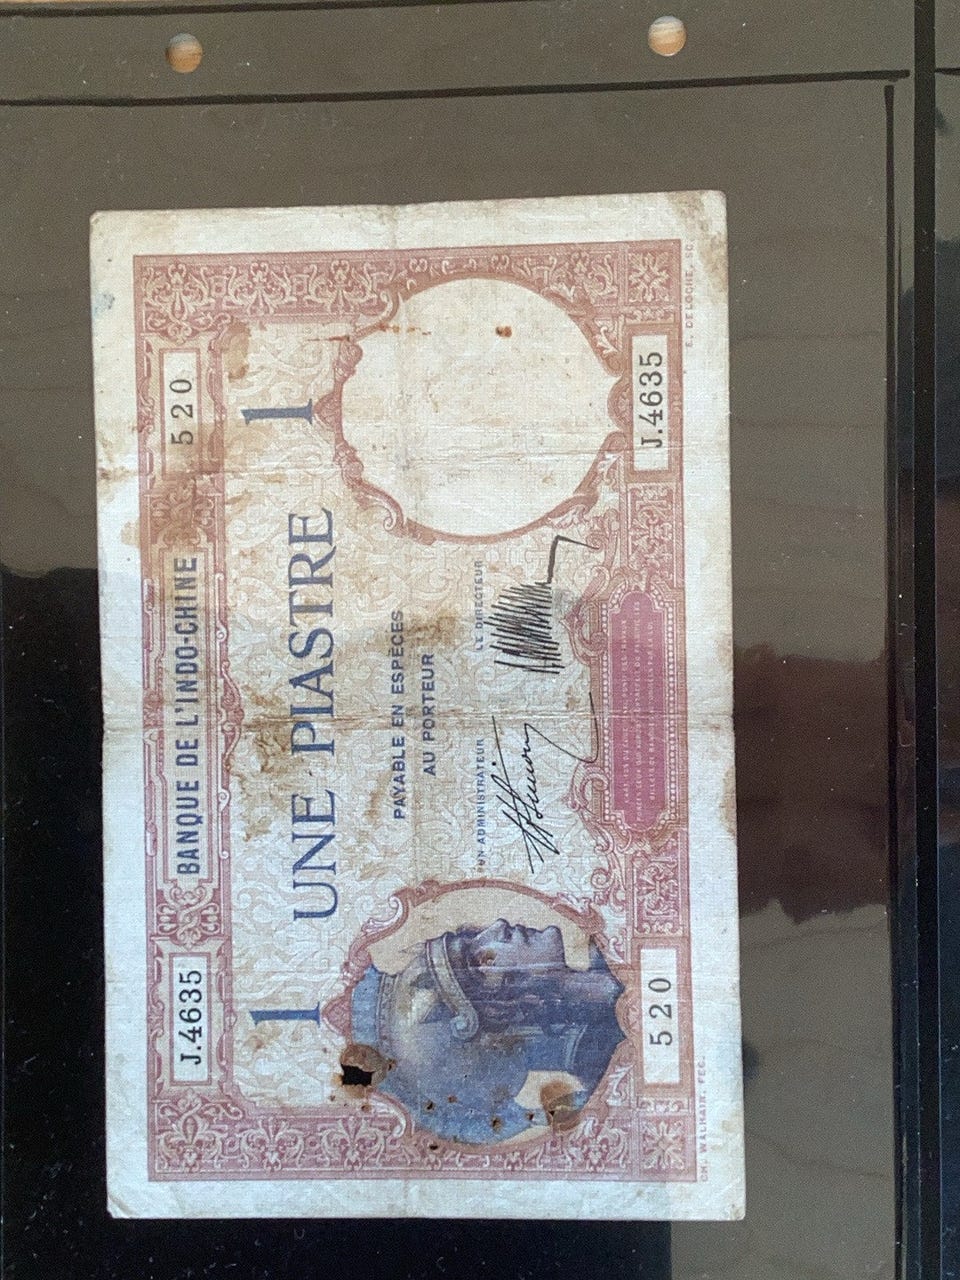 BANQUE DE L'INDO-CHINE
J.4635
520
1 UNE PIASTRE 1
PAYABLE EN ESPÈCES
AU PORTEUR
UN ADMINISTRATEUR
LE DIRECTEUR
520
J.4635
CH. WALHAIN. FEC.
E. DELOCHE. SC.